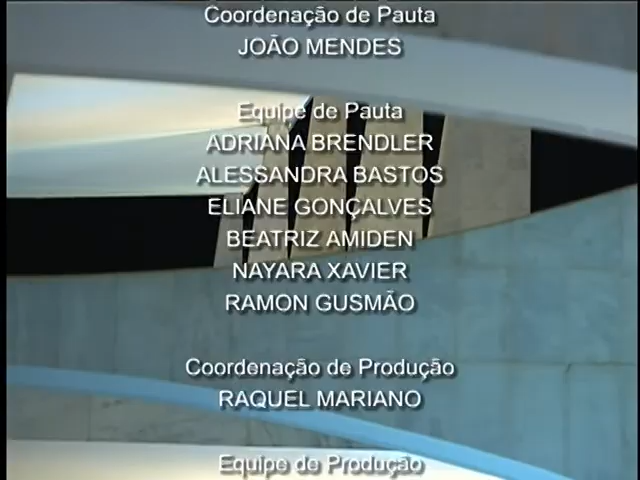 Coordenação de Pauta
JOÃO MENDES
Equipe de Pauta
ADRIANA BRENDLER
ALESSANDRA BASTOS
ELIANE GONÇALVES
BEATRIZ AMIDEN
NAYARA XAVIER
RAMON GUSMÃO
Coordenação de Produção
RAQUEL MARIANO
Equipe de Produção